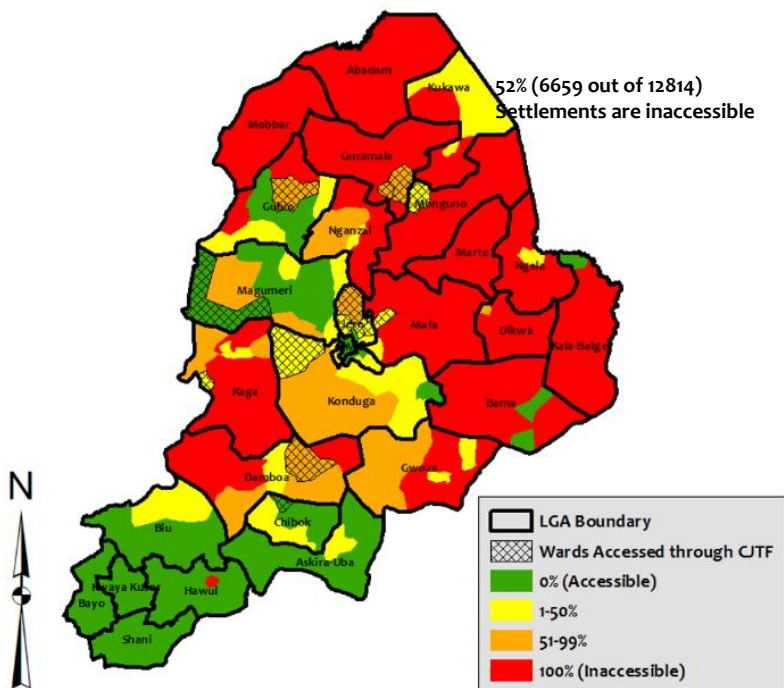 52% (6659 out of 12814)
Settlements are inaccessible
Abadam
Kukawa
Mobbar
Guzamala
Gubio
Monguno
Nganzai
Marte
Ngala
Magumeri
Jere
Mafa
Dikwa
Kala-Balge
Kaga
Konduga
Bama
Gwoza
Damboa
Chibok
Biu
Askira-Uba
Kwaya Kusar
Hawul
Bayo
Shani
N
LGA Boundary
Wards Accessed through CJTF
0% (Accessible)
1-50%
51-99%
100% (Inaccessible)